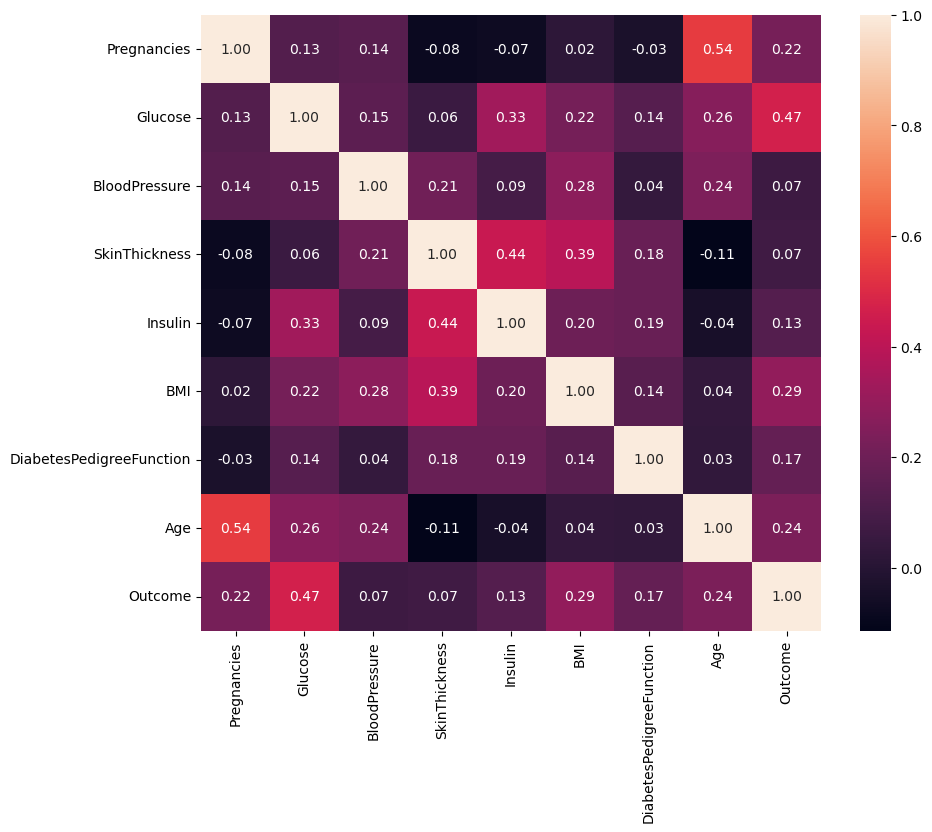 Pregnancies 1.00 0.13 0.14 -0.08 -0.07 0.02 -0.03 0.54 0.22
Glucose 0.13 1.00 0.15 0.06 0.33 0.22 0.14 0.26 0.47
BloodPressure 0.14 0.15 1.00 0.21 0.09 0.28 0.04 0.24 0.07
SkinThickness -0.08 0.06 0.21 1.00 0.44 0.39 0.18 -0.11 0.07
Insulin -0.07 0.33 0.09 0.44 1.00 0.20 0.19 -0.04 0.13
BMI 0.02 0.22 0.28 0.39 0.20 1.00 0.14 0.04 0.29
DiabetesPedigreeFunction -0.03 0.14 0.04 0.18 0.19 0.14 1.00 0.03 0.17
Age 0.54 0.26 0.24 -0.11 -0.04 0.04 0.03 1.00 0.24
Outcome 0.22 0.47 0.07 0.07 0.13 0.29 0.17 0.24 1.00
Pregnancies
Glucose
BloodPressure
SkinThickness
Insulin
BMI
DiabetesPedigreeFunction
Age
Outcome
1.0
0.8
0.6
0.4
0.2
0.0